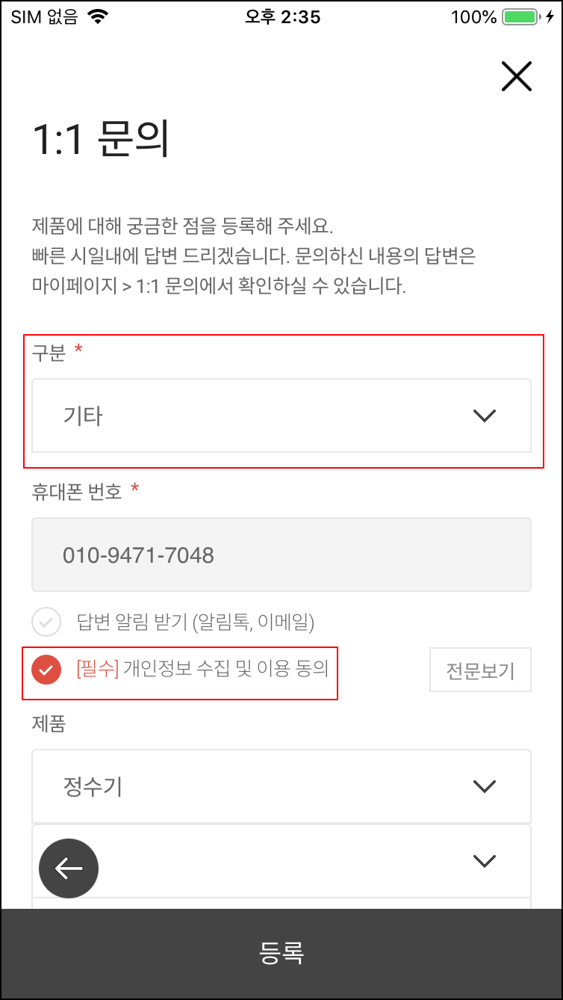 SIM 없음 오후 2:35 100%
1:1 문의
제품에 대해 궁금한 점을 등록해 주세요.
빠른 시일내에 답변 드리겠습니다. 문의하신 내용의 답변은
마이페이지 > 1:1 문의에서 확인하실 수 있습니다.
구분 *
기타
휴대폰 번호 *
010-9471-7048
답변 알림 받기 (알림톡, 이메일)
[필수] 개인정보 수집 및 이용 동의 전문보기
제품
정수기
등록